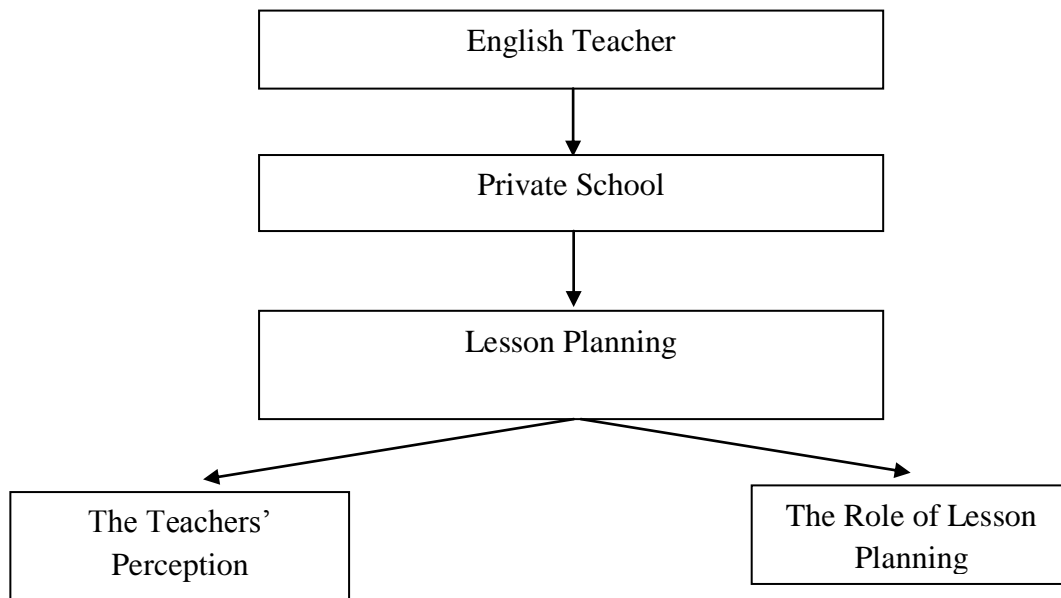 English Teacher
Private School
Lesson Planning
The Teachers’
Perception
The Role of Lesson
Planning